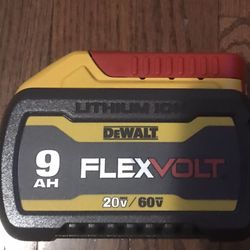 LITHIUM ION
DEWALT
9
AH
FLEXVOLT
20V/60V